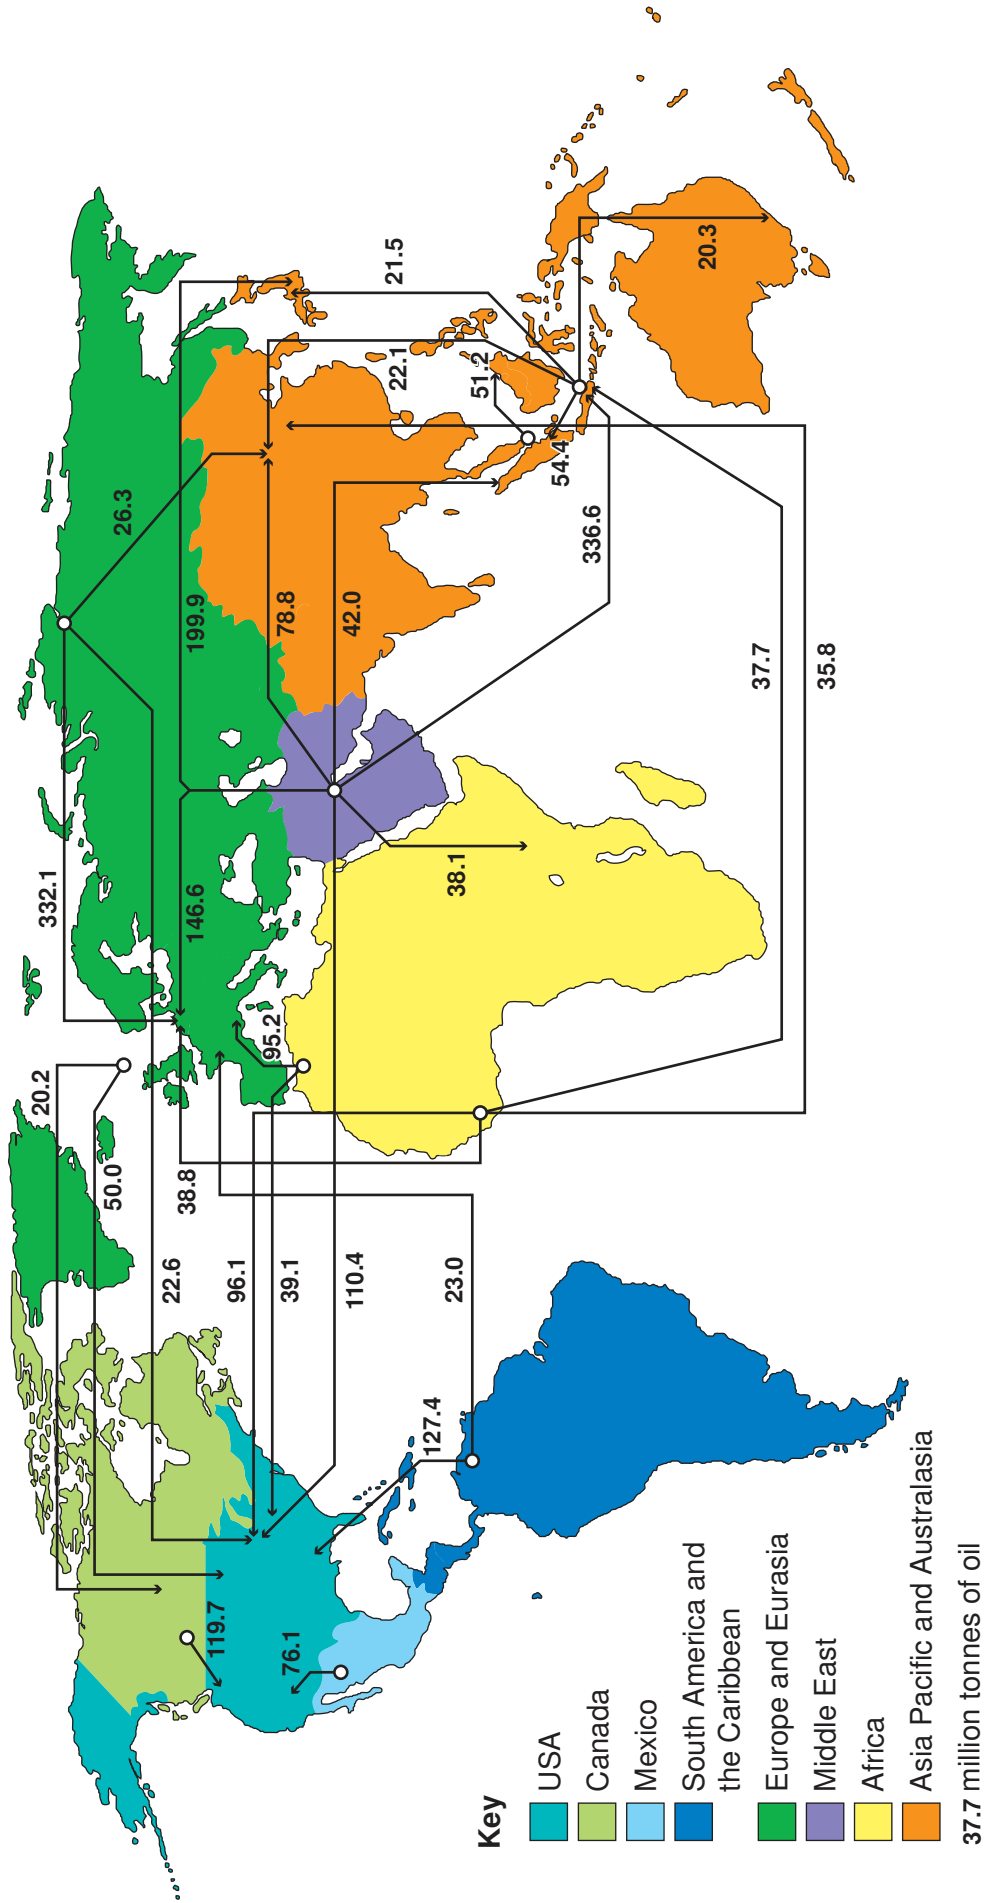 20.2
50.0
332.1
26.3
119.7
22.6
38.8
146.6
199.9
76.1
96.1
39.1
95.2
78.8
110.4
42.0
22.1
21.5
127.4
23.0
38.1
51.2
54.4
336.6
20.3
37.7
35.8
Key
USA
Canada
Mexico
South America and
the Caribbean
Europe and Eurasia
Middle East
Africa
Asia Pacific and Australasia
37.7 million tonnes of oil